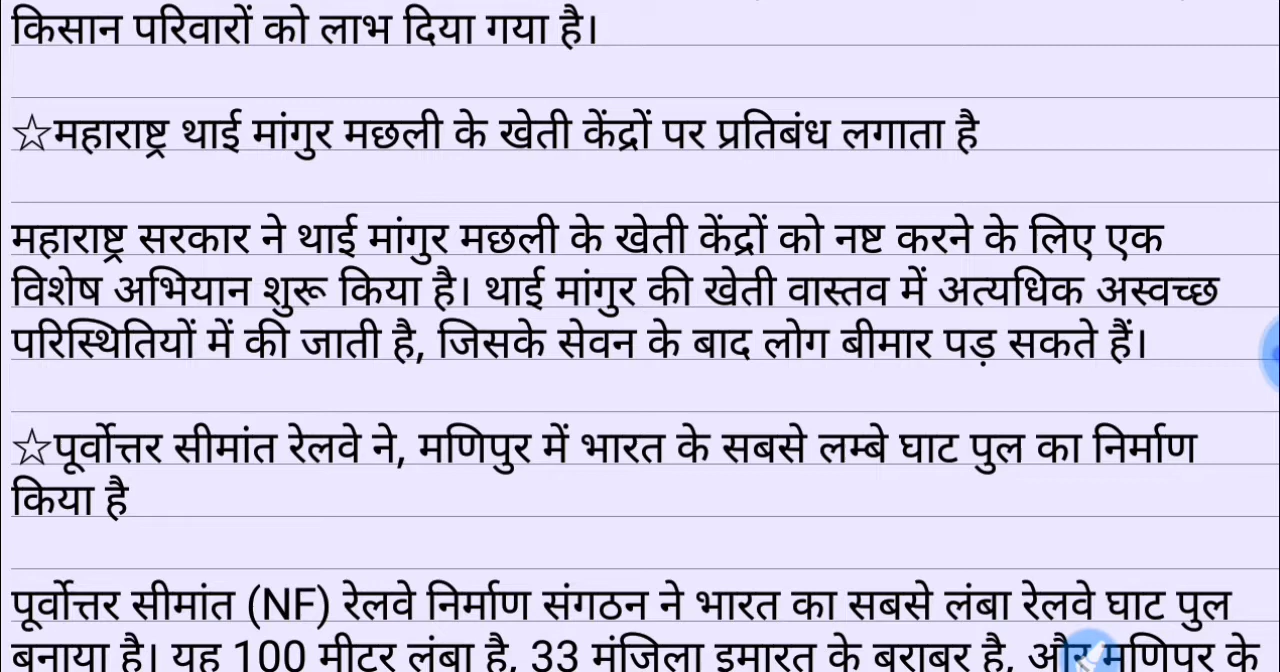 किसान परिवारों को लाभ दिया गया है।
☆महाराष्ट्र थाई मांगुर मछली के खेती केंद्रों पर प्रतिबंध लगाता है
महाराष्ट्र सरकार ने थाई मांगुर मछली के खेती केंद्रों को नष्ट करने के लिए एक
विशेष अभियान शुरू किया है। थाई मांगुर की खेती वास्तव में अत्यधिक अस्वच्छ
परिस्थितियों में की जाती है, जिसके सेवन के बाद लोग बीमार पड़ सकते हैं।
☆पूर्वोत्तर सीमांत रेलवे ने, मणिपुर में भारत के सबसे लम्बे घाट पुल का निर्माण
किया है
पूर्वोत्तर सीमांत (NF) रेलवे निर्माण संगठन ने भारत का सबसे लंबा रेलवे घाट पुल
बनाया है। यह 100 मीटर लंबा है, 33 मंजिला इमारत के बराबर है, और मणिपुर के